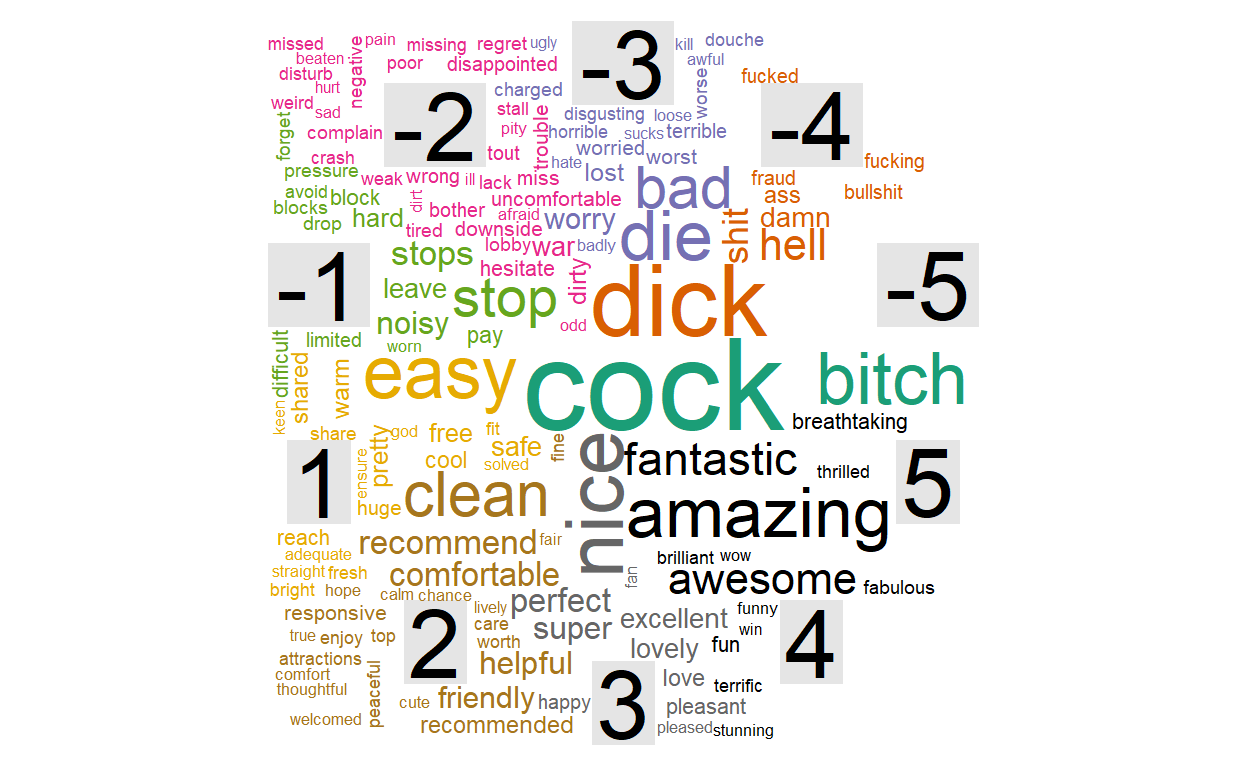 missed
pain
missing
regret
ugly
-3
kill
douche
beaten
negative
poor
disappointed
awful
disturb
worse
fucked
hurt
charged
weird
sad
-2
stall
disgusting
loose
-4
forget
complain
pity
trouble
horrible
sucks
terrible
crash
tout
worried
worst
fucking
pressure
hate
lost
weak
wrong
ill
lack
miss
bad
fraud
avoid
block
dirt
uncomfortable
ass
bullshit
blocks
hard
bother
afraid
worry
die
shit
damn
drop
tired
downside
hell
stops
lobby
war
badly
-1
hesitate
dirty
-5
leave
stop
dick
noisy
odd
difficult
limited
pay
worn
shared
warm
easy
cock
bitch
keen
breathtaking
share
pretty
god
free
fit
fine
nice
1
ensure
cool
safe
solved
fantastic
thrilled
5
huge
clean
amazing
reach
recommend
fair
adequate
brilliant
wow
straight
fresh
comfortable
fan
awesome
fabulous
bright
hope
calm
chance
perfect
responsive
2
lively
excellent
funny
4
true
enjoy
top
care
super
win
worth
lovely
fun
attractions
comfort
peaceful
helpful
3
love
terrific
thoughtful
cute
friendly
happy
pleasant
welcomed
recommended
pleased
stunning